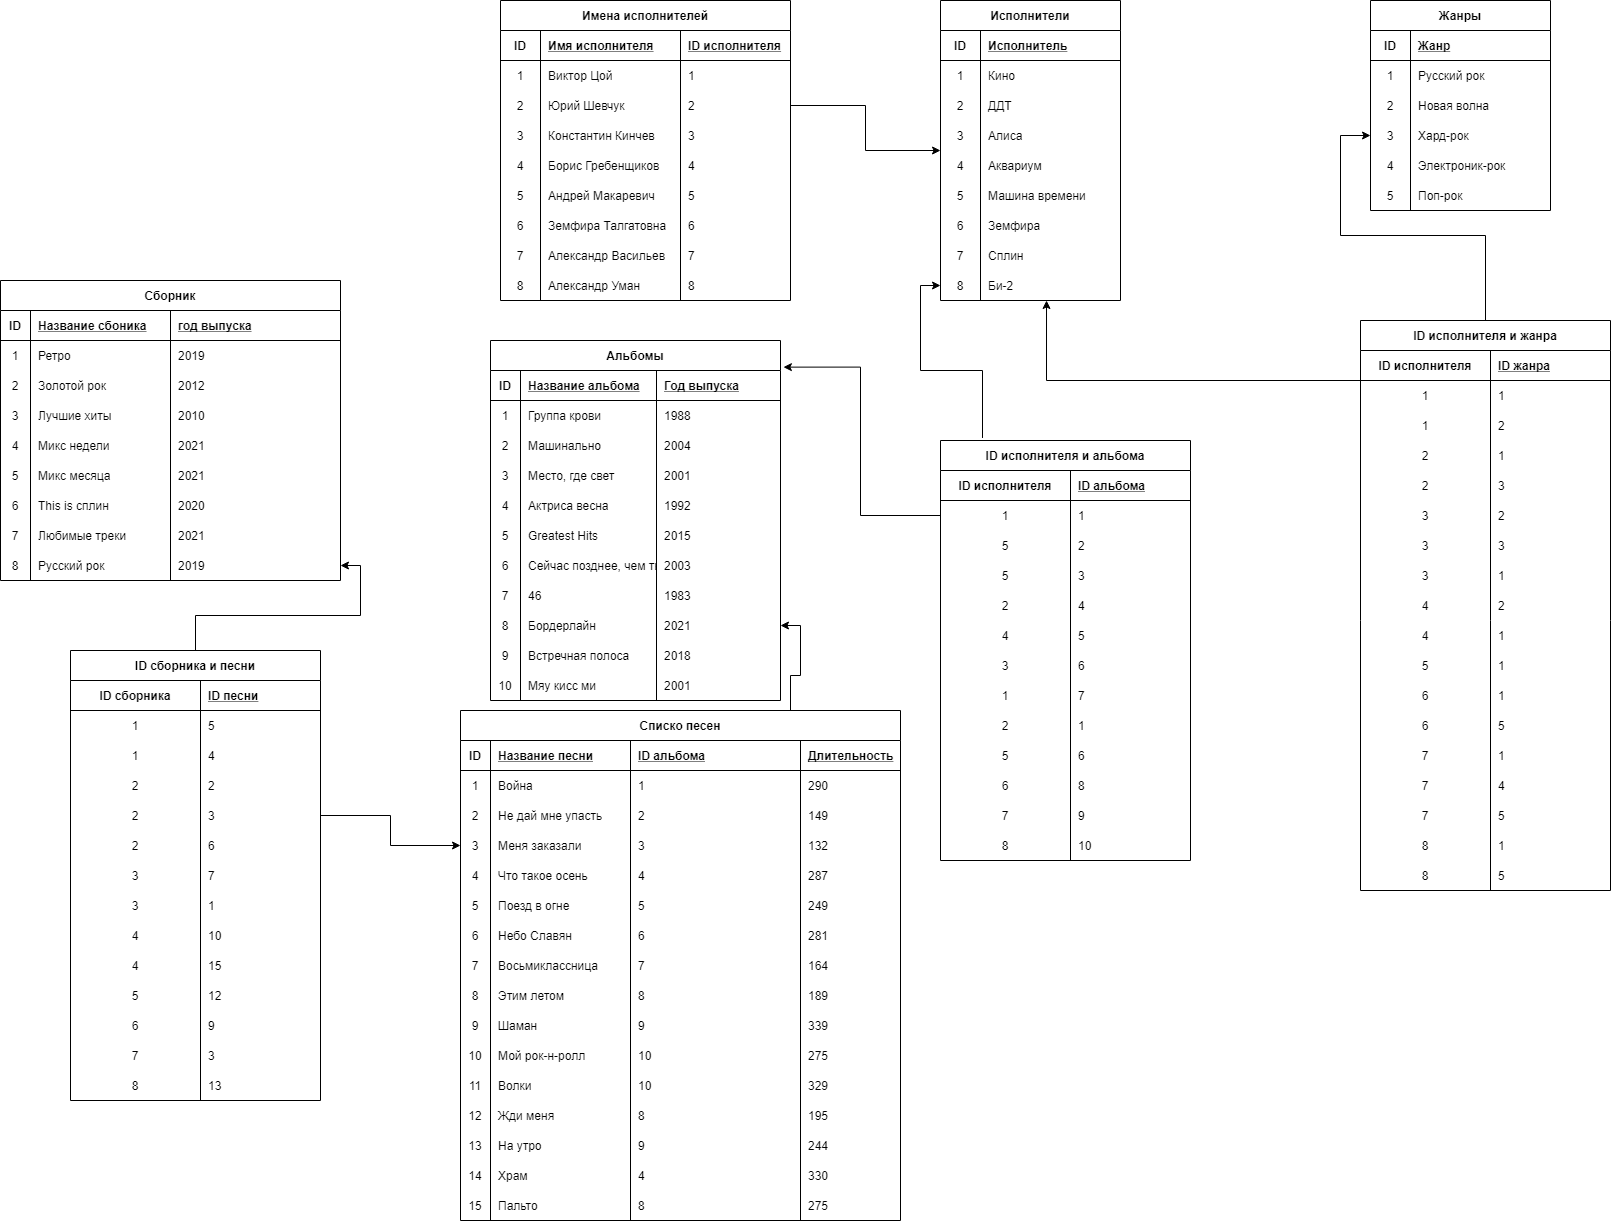 Имена исполнителей
ID Имя исполнителя ID исполнителя
1 Виктор Цой 1
2 Юрий Шевчук 2
3 Константин Кинчев 3
4 Борис Гребенщиков 4
5 Андрей Макаревич 5
6 Земфира Талгатовна 6
7 Александр Васильев 7
8 Александр Уман 8
Исполнители
ID Исполнитель
1 Кино
2 ДДТ
3 Алиса
4 Аквариум
5 Машина времени
6 Земфира
7 Сплин
8 Би-2
Жанры
ID Жанр
1 Русский рок
2 Новая волна
3 Хард-рок
4 Электроник-рок
5 Поп-рок
Сборник
ID Название сбоника год выпуска
1 Ретро 2019
2 Золотой рок 2012
3 Лучшие хиты 2010
4 Микс недели 2021
5 Микс месяца 2021
6 This is сплин 2020
7 Любимые треки 2021
8 Русский рок 2019
Альбомы
ID Название альбома Год выпуска
1 Группа крови 1988
2 Машинально 2004
3 Место, где свет 2001
4 Актриса весна 1992
5 Greatest Hits 2015
6 Сейчас позднее, чем 2003
7 46 1983
8 Бордерлайн 2021
9 Встречная полоса 2018
10 Мяу кисс ми 2001
ID исполнителя и жанра
ID исполнителя ID жанра
1 1
1 2
2 1
2 3
3 2
3 3
3 1
4 2
4 1
5 1
6 1
6 5
7 1
7 4
7 5
8 1
8 5
ID исполнителя и альбома
ID исполнителя ID альбома
1 1
5 2
5 3
2 4
4 5
3 6
1 7
2 1
5 6
6 8
7 9
8 10
ID сборника и песни
ID сборника ID песни
1 5
1 4
2 2
2 3
2 6
3 7
3 1
4 10
4 15
5 12
6 9
7 3
8 13
Списко песен
ID Название песни ID альбома Длительность
1 Война 1 290
2 Не дай мне упасть 2 149
3 Меня заказали 3 132
4 Что такое осень 4 287
5 Поезд в огне 5 249
6 Небо Славян 6 281
7 Восьмиклассница 7 164
8 Этим летом 8 189
9 Шаман 9 339
10 Мой рок-н-ролл 10 275
11 Волки 10 329
12 Жди меня 8 195
13 На утро 9 244
14 Храм 4 330
15 Пальто 8 275